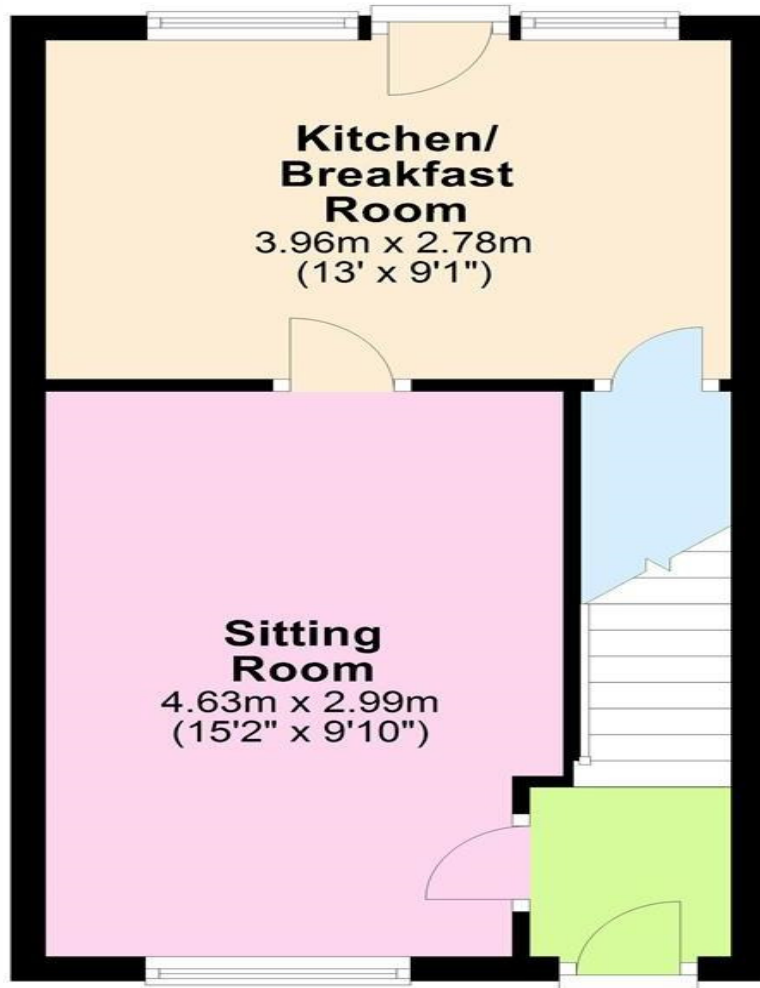 Kitchen/
Breakfast
Room
3.96m x 2.78m
(13' x 9'1")
Sitting
Room
4.63m x 2.99m
(15'2" x 9'10")